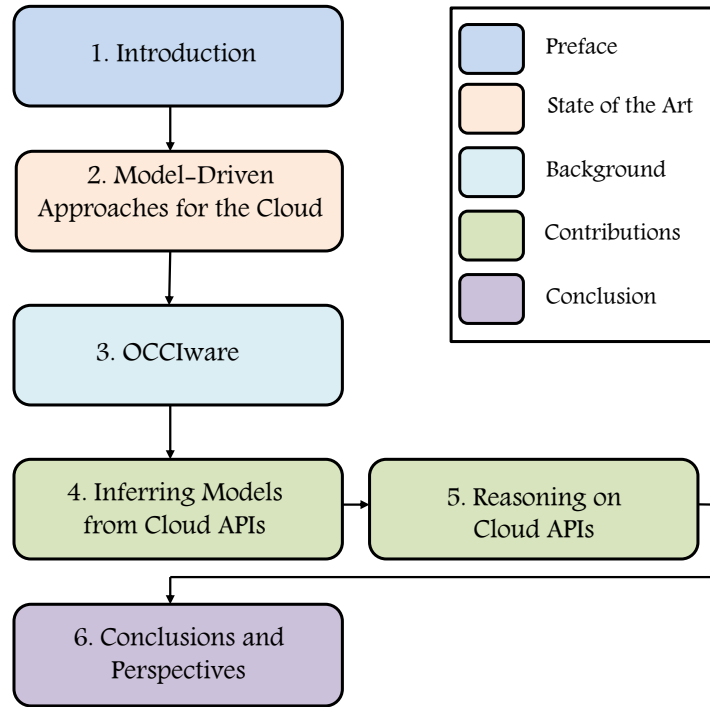 1. Introduction
2. Model-Driven
Approaches for the Cloud
3. OCCIware
4. Inferring Models
from Cloud APIs
5. Reasoning on
Cloud APIs
6. Conclusions and
Perspectives
Preface
State of the Art
Background
Contributions
Conclusion